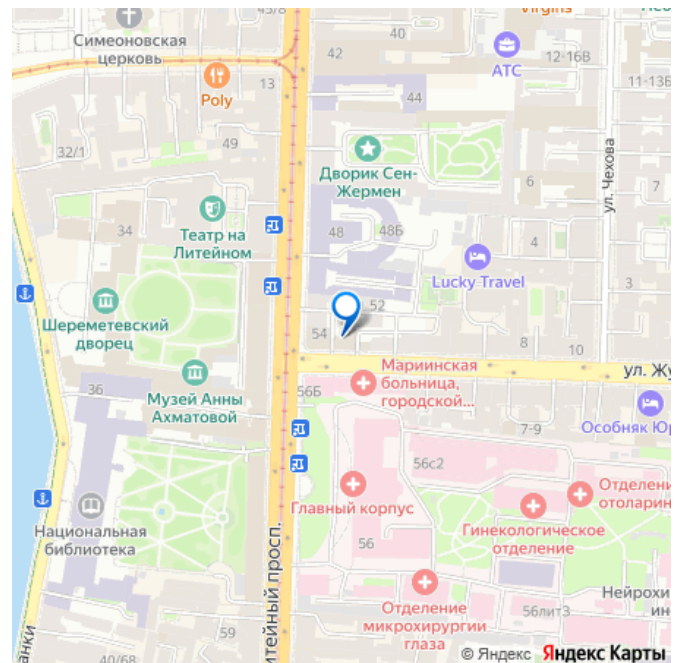 45/8
40
Virgins
Симеоновская
церковь
42
АТС
12-16В
11-13Б
13
Poly
44
49
32/1
Дворик Сен-
Жермен
6
7
ул. Чехова
34
Театр на
Литейном
48
48Б
4
Lucky Travel
3
Шереметевский
дворец
52
54
8
10
ул. Жу
36
Музей Анны
Ахматовой
56Б
Мариинская
больница,
городской...
7-9
Особняк Юр
56с2
Отделени
отоларин
Главный корпус
Гинекологическое
отделение
Национальная
библиотека
56
итейный просп.
Отделение
микрохирургии
глаза
Нейрохи
ин
56лит3
59
40/68
анки
© Яндекс Яндекс Карты